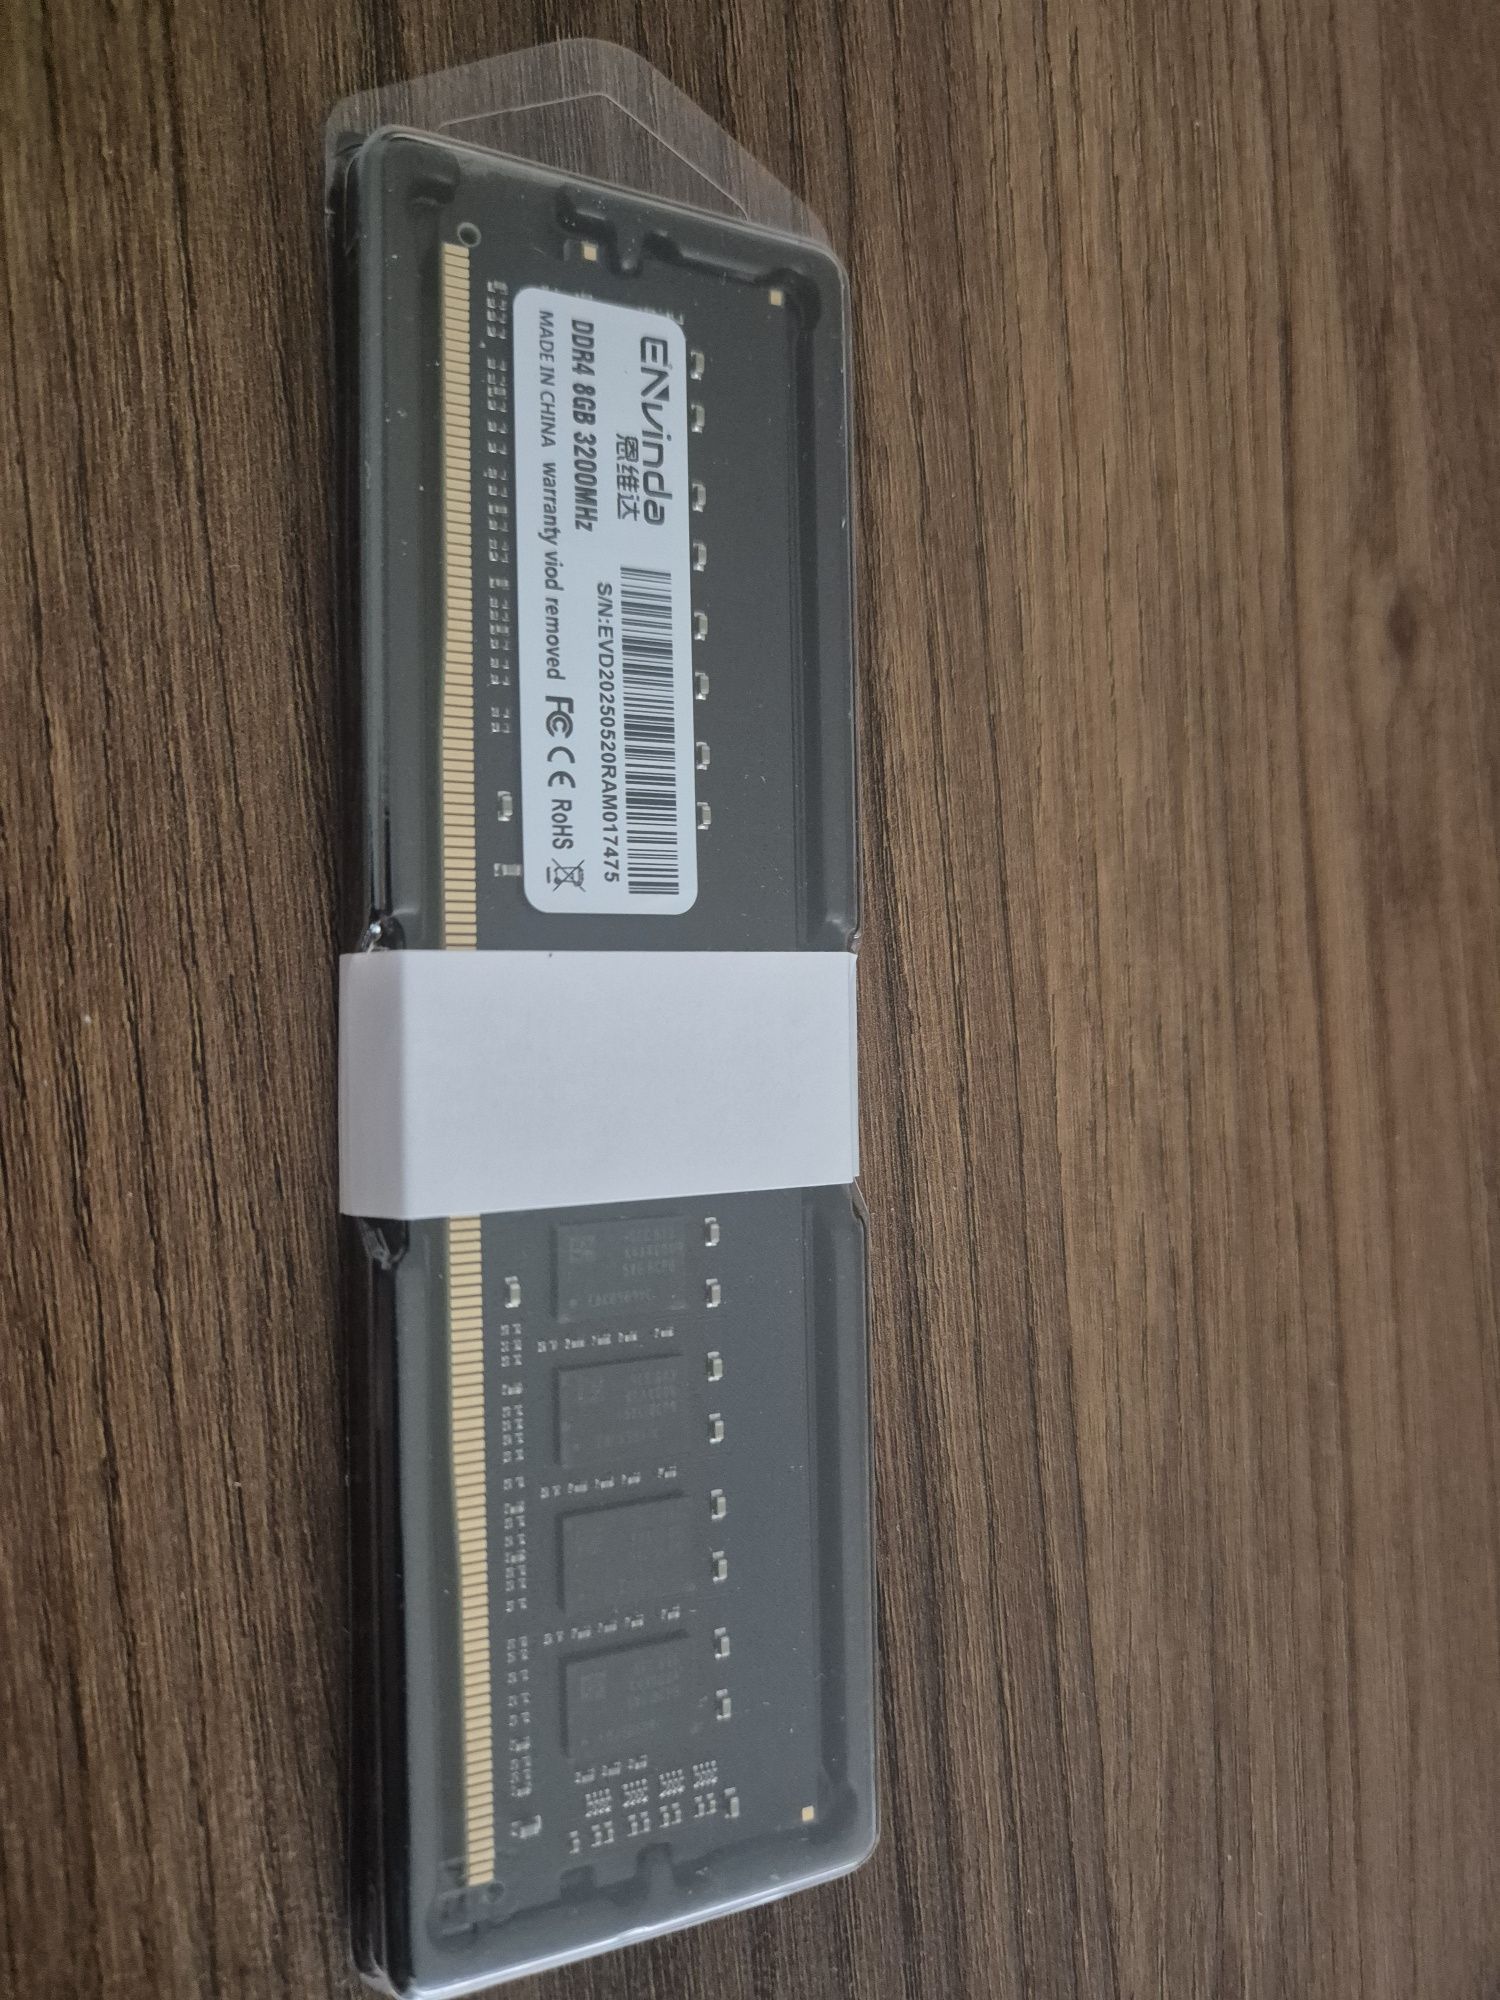 ENvinda
恩维达
DDR4 8GB 3200MHz
S/N:EVD20250520RAM017475
MADE IN CHINA warranty viod removed FC CE RoHS